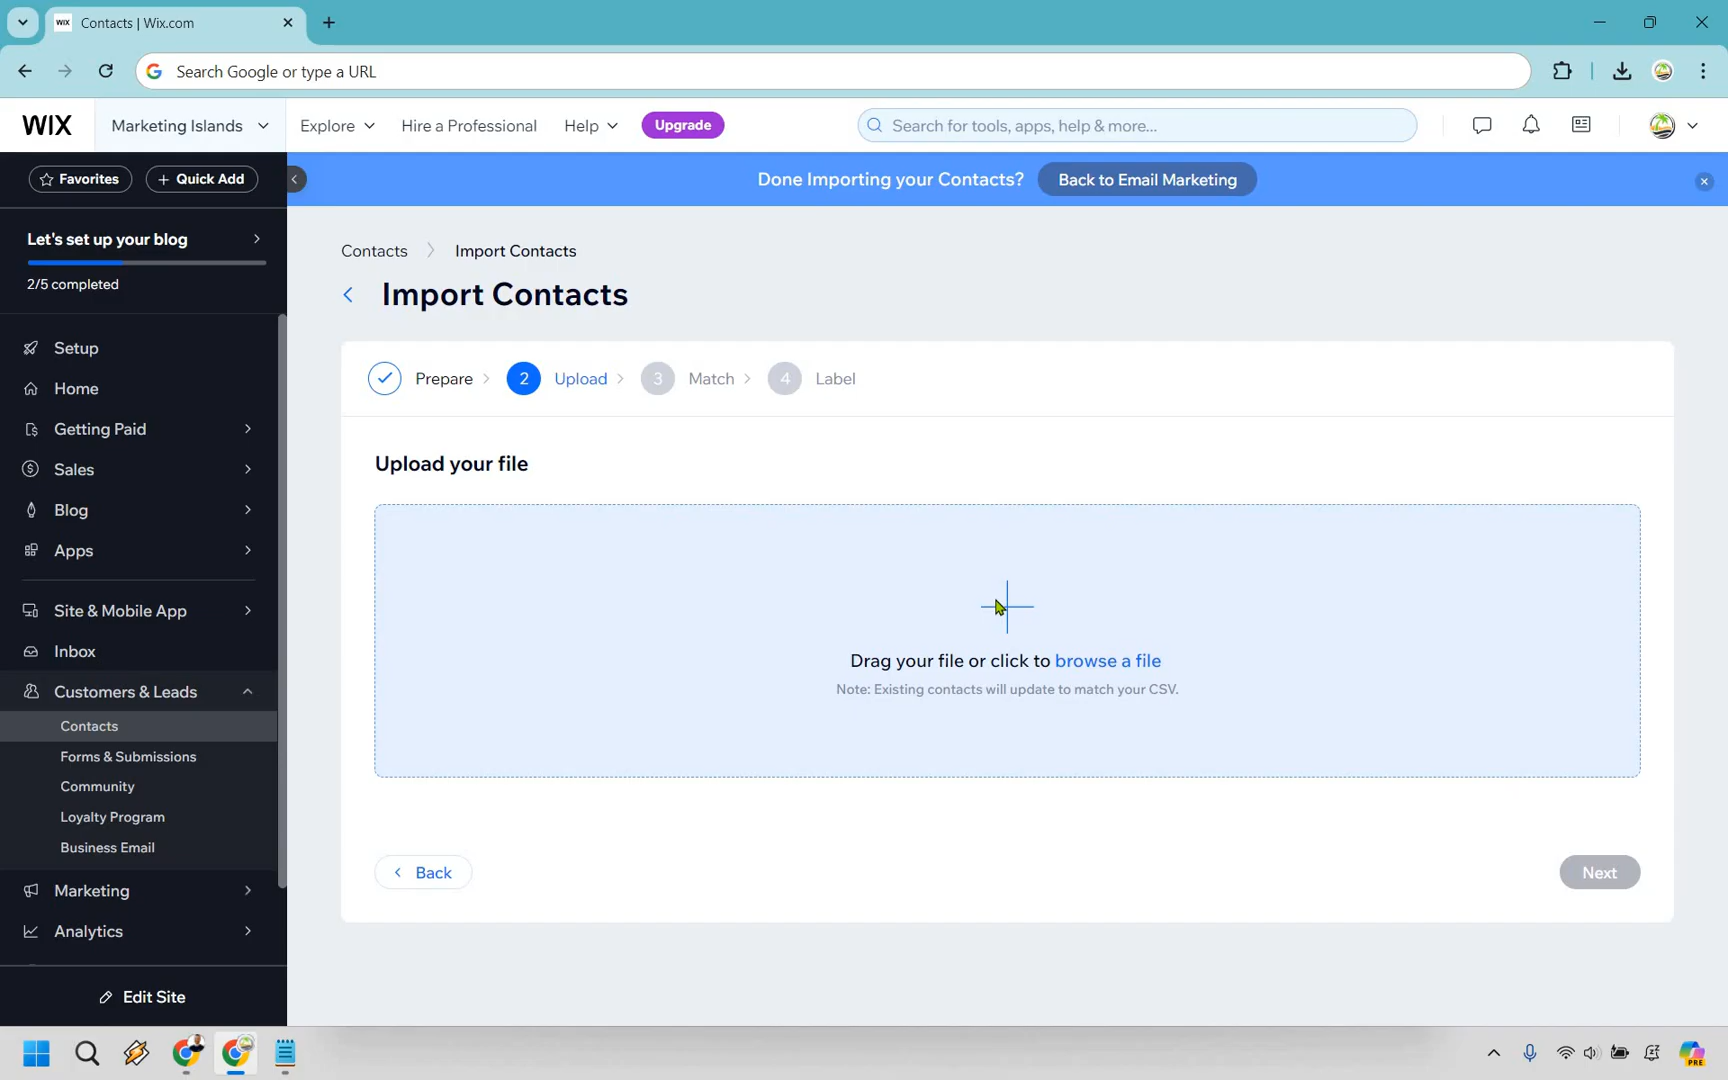 WIX Contacts | Wix.com
Search Google or type a URL
WIX
Marketing Islands
Explore
Hire a Professional
Help
Upgrade
Search for tools, apps, help & more...
Favorites
Quick Add
Done Importing your Contacts?
Back to Email Marketing
Let's set up your blog
2/5 completed
Setup
Home
Getting Paid
Sales
Blog
Apps
Site & Mobile App
Inbox
Customers & Leads
Contacts
Forms & Submissions
Community
Loyalty Program
Business Email
Marketing
Analytics
Edit Site
Contacts
Import Contacts
Import Contacts
Prepare
2 Upload
3 Match
4 Label
Upload your file
Drag your file or click to browse a file
Note: Existing contacts will update to match your CSV.
Back
Next
PRE